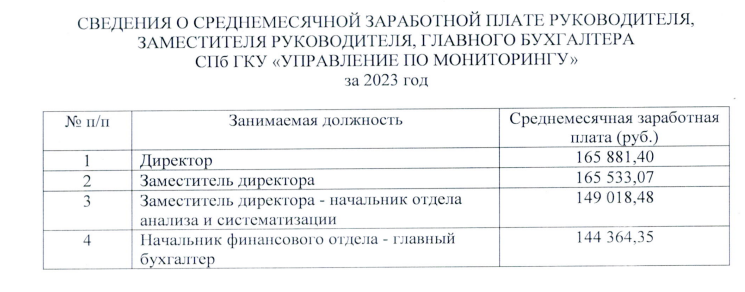 СВЕДЕНИЯ О СРЕДНЕМЕСЯЧНОЙ ЗАРАБОТНОЙ ПЛАТЕ РУКОВОДИТЕЛЯ,
ЗАМЕСТИТЕЛЯ РУКОВОДИТЕЛЯ, ГЛАВНОГО БУХГАЛТЕРА
СПб ГКУ «УПРАВЛЕНИЕ ПО МОНИТОРИНГУ»
за 2023 год
№ п/п Занимаемая должность Среднемесячная заработная
плата (руб.)
1 Директор 165 881,40
2 Заместитель директора 165 533,07
3 Заместитель директора - начальник отдела 149 018,48
анализа и систематизации
4 Начальник финансового отдела - главный 144 364,35
бухгалтер